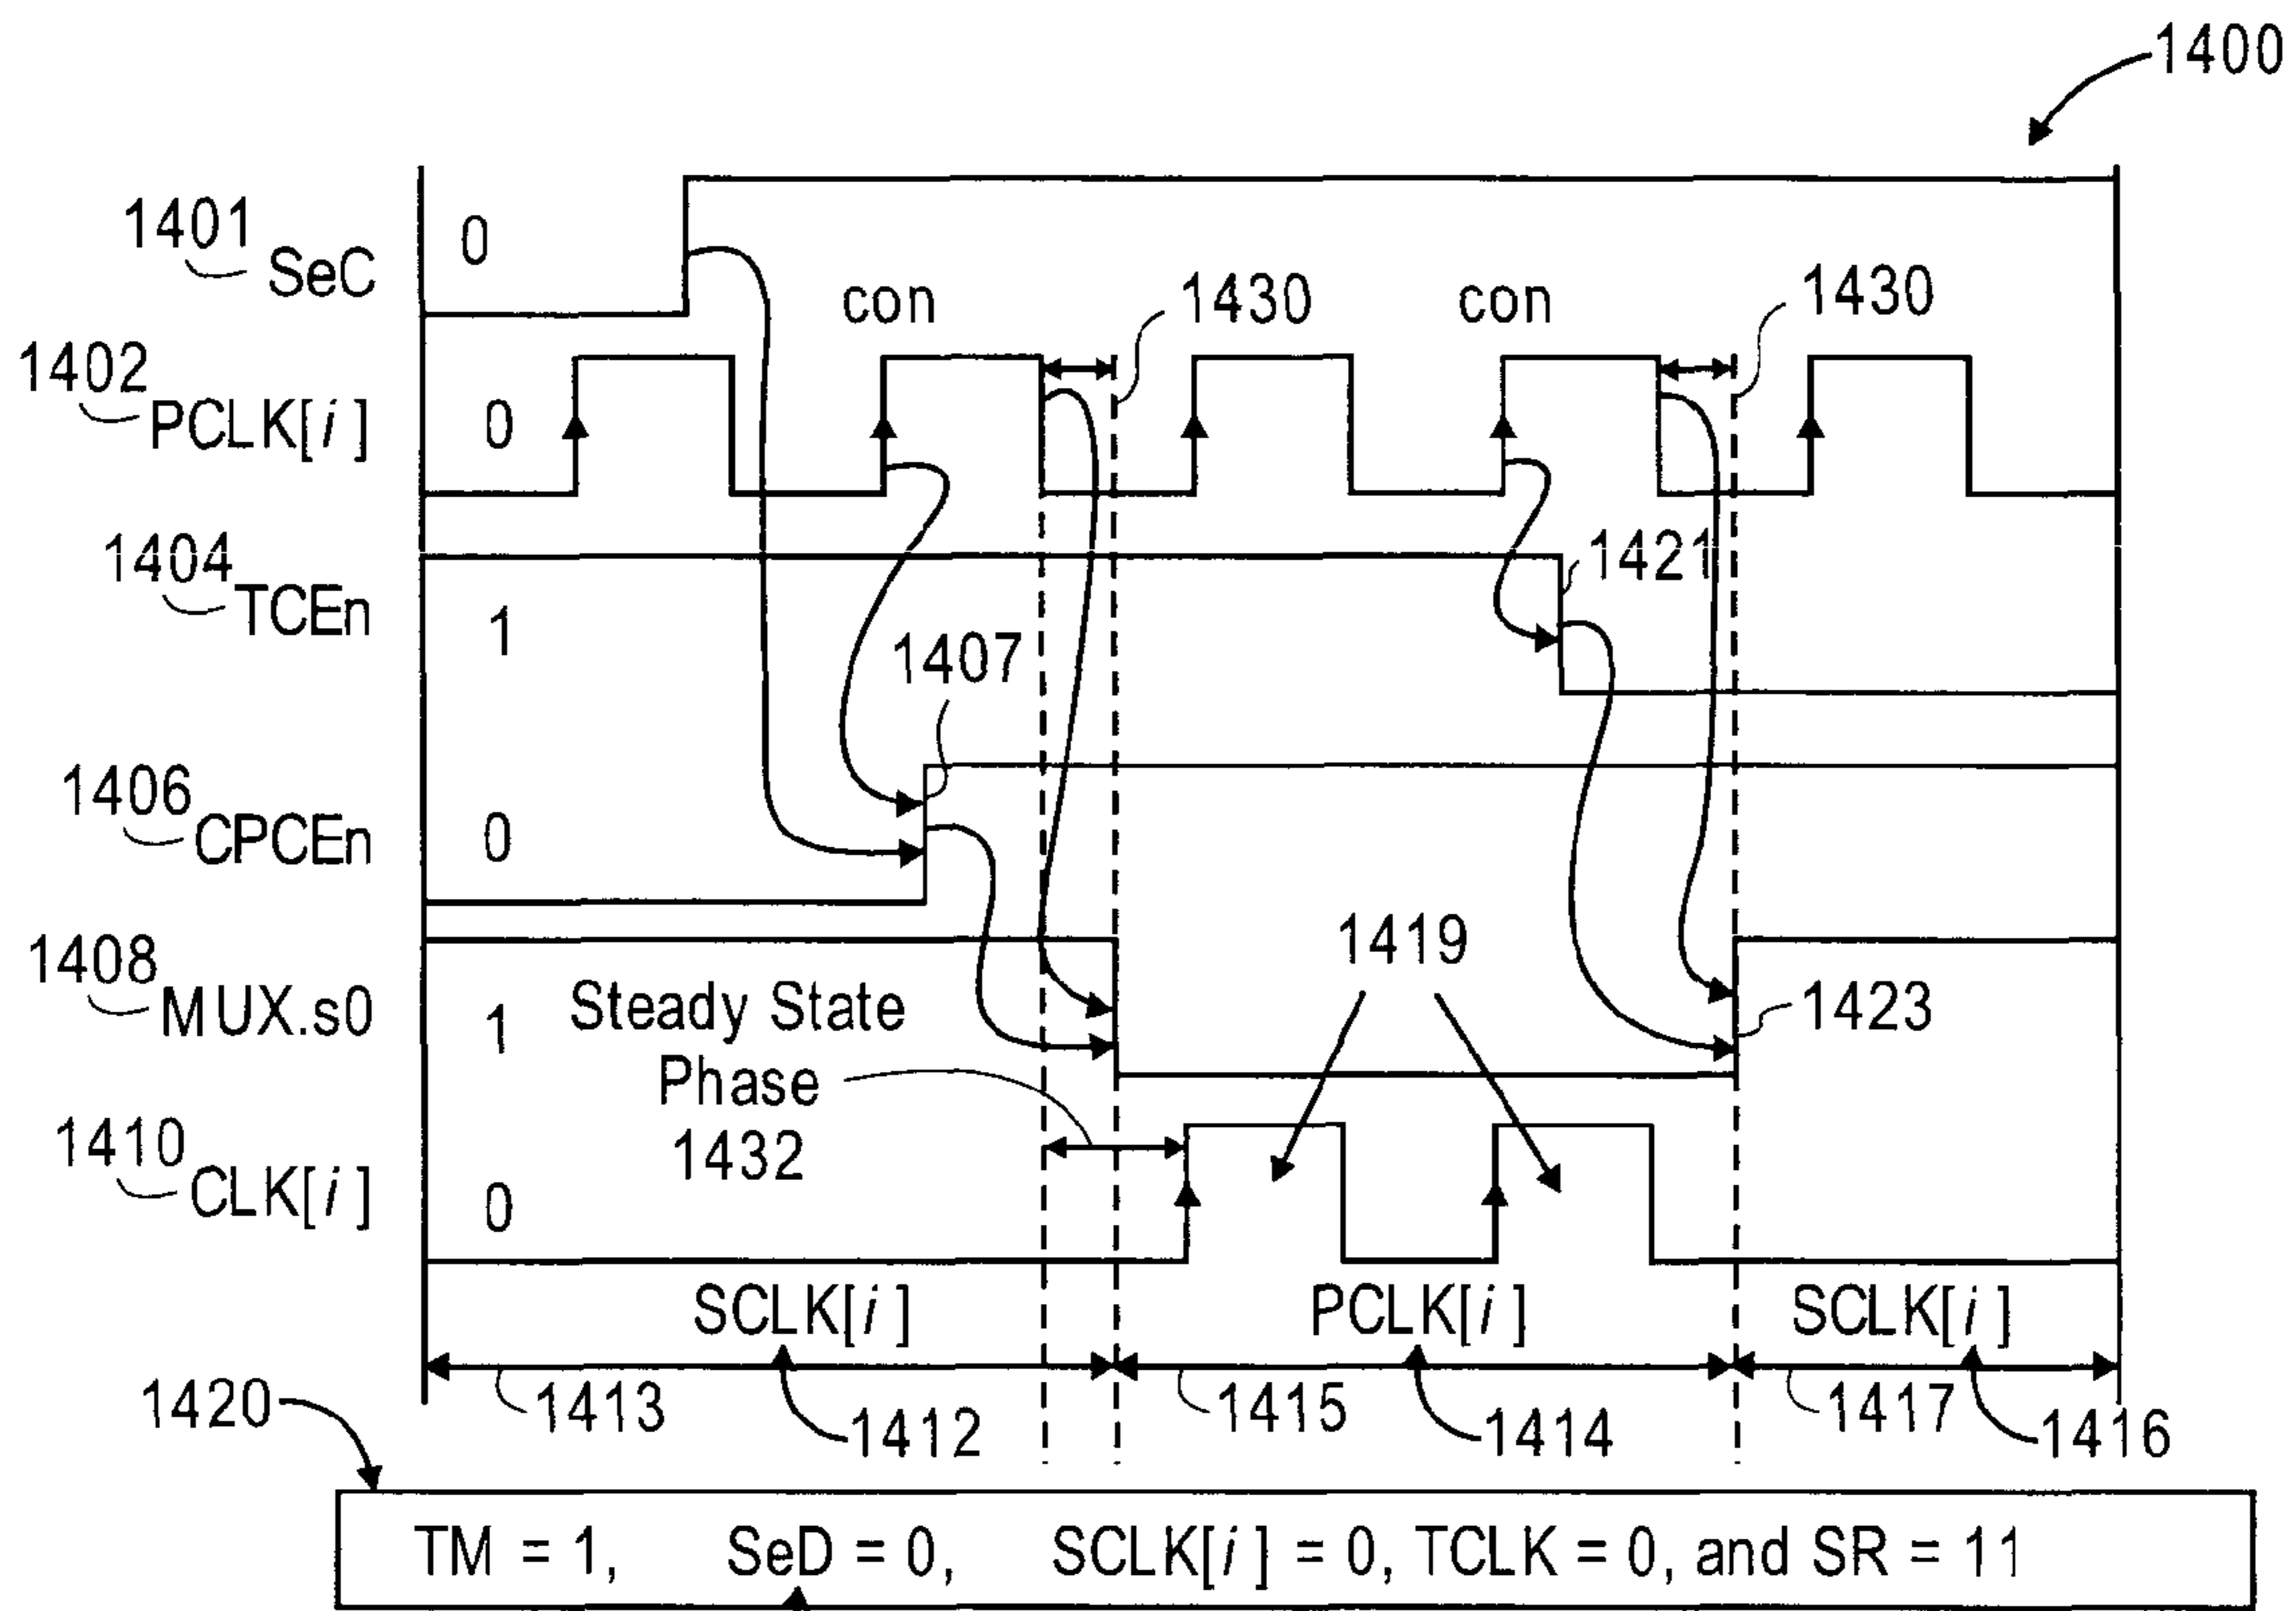 1400
1401 SeC
0
con
1430
con
1430
1402 PCLK[i]
0
1404 TCEn
1
1421
1407
1406 CPCEn
0
1408 MUX.s0
1
Steady State
Phase
1432
1419
1423
1410 CLK[i]
0
SCLK[i]
PCLK[i]
SCLK[i]
1413
1412
1415
1414
1417
1416
1420
TM = 1, SeD = 0, SCLK[i] = 0, TCLK = 0, and SR = 11